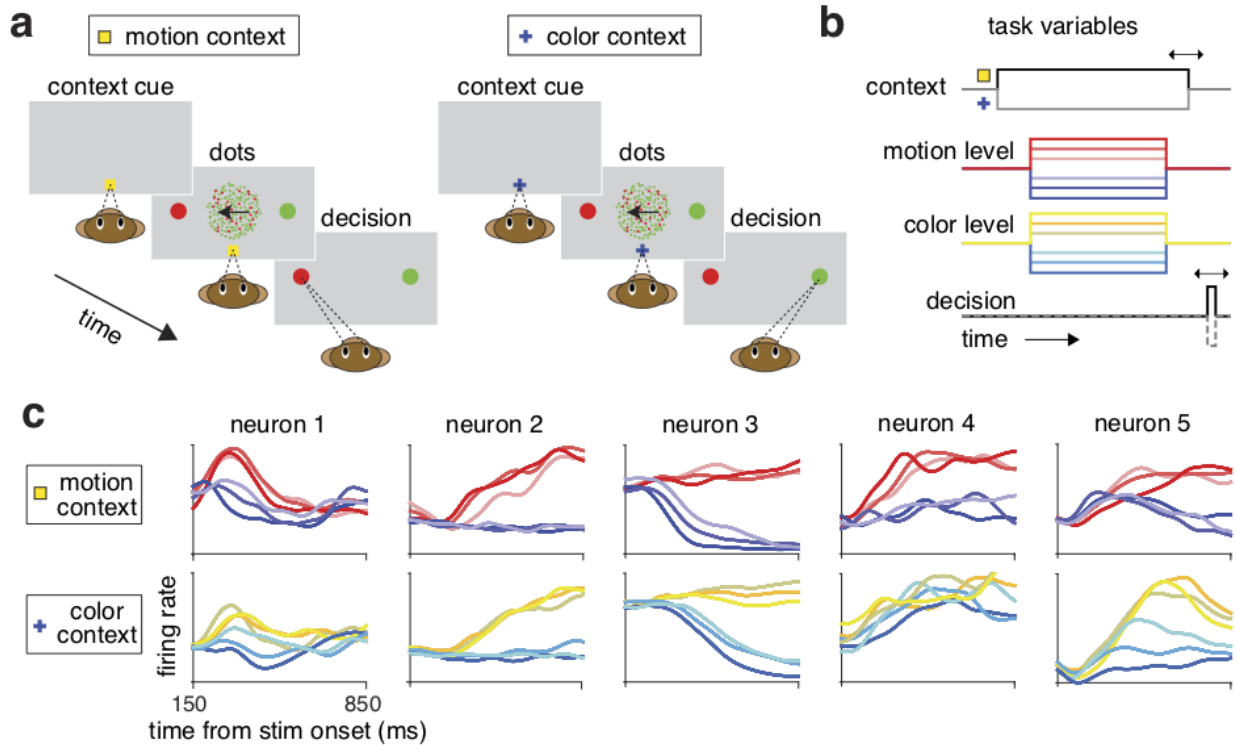 a
motion context
color context
context cue
dots
decision
time
context cue
dots
decision
b
task variables
context
motion level
color level
decision
time
c
neuron 1
neuron 2
neuron 3
neuron 4
neuron 5
motion
context
color
context
firing rate
150
850
time from stim onset (ms)